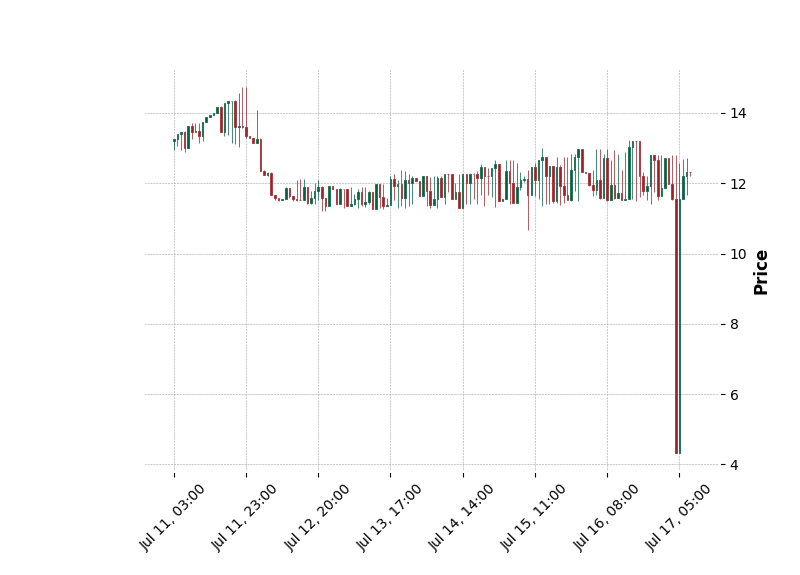 14
12
10
8
6
4
Price
Jul 11, 03:00
Jul 11, 23:00
Jul 12, 20:00
Jul 13, 17:00
Jul 14, 14:00
Jul 15, 11:00
Jul 16, 08:00
Jul 17, 05:00